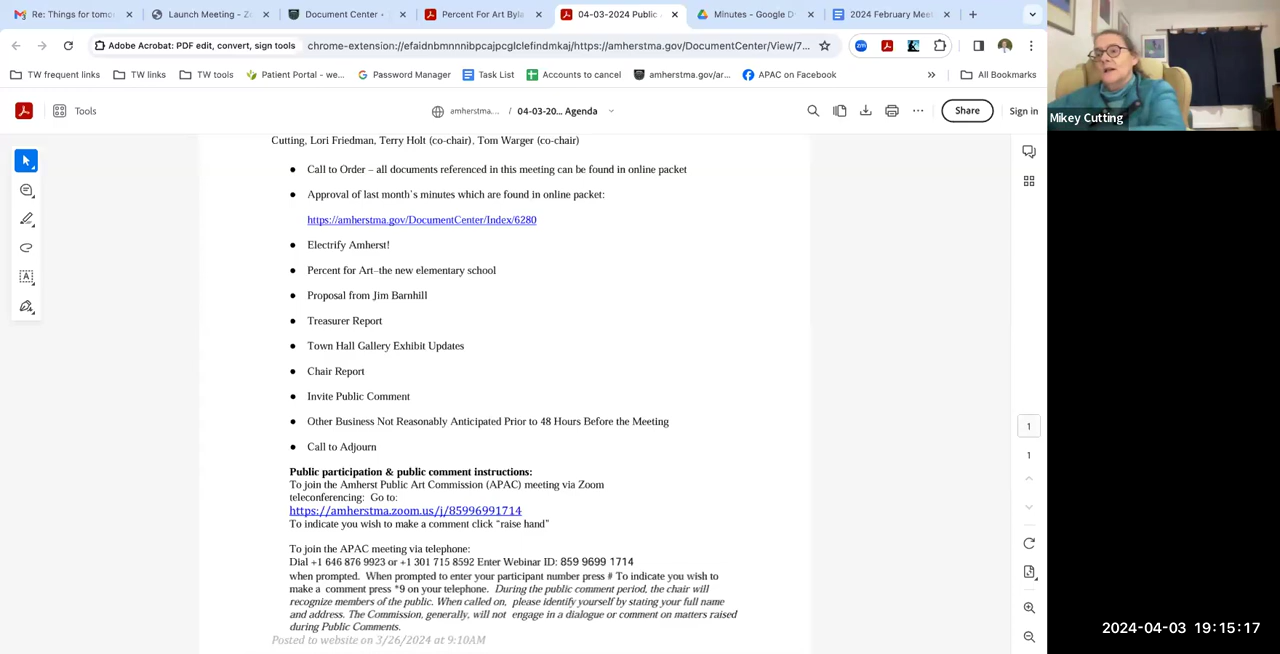 Re: Things for tomo
Launch Meeting - Z
Document Center
Percent For Art Byla
04-03-2024 Public
Minutes - Google D
2024 February Mee
Adobe Acrobat: PDF edit, convert, sign tools
chrome-extension://efaidnbmnnnibpcajpcglclefindmkaj/https://amherstma.gov/DocumentCenter/View/7...
TW frequent links
TW links
TW tools
Patient Portal - we...
Password Manager
Task List
Accounts to cancel
amherstma.gov/ar...
APAC on Facebook
All Bookmarks
Tools
amherstma.... / 04-03-20... Agenda
Share
Sign in
Mikey Cutting
Cutting, Lori Friedman, Terry Holt (co-chair), Tom Warger (co-chair)
● Call to Order – all documents referenced in this meeting can be found in online packet
● Approval of last month's minutes which are found in online packet:
https://amherstma.gov/DocumentCenter/Index/6280
● Electrify Amherst!
● Percent for Art–the new elementary school
● Proposal from Jim Barnhill
● Treasurer Report
● Town Hall Gallery Exhibit Updates
● Chair Report
● Invite Public Comment
● Other Business Not Reasonably Anticipated Prior to 48 Hours Before the Meeting
● Call to Adjourn
Public participation & public comment instructions:
To join the Amherst Public Art Commission (APAC) meeting via Zoom
teleconferencing: Go to:
https://amherstma.zoom.us/j/85996991714
To indicate you wish to make a comment click "raise hand"
To join the APAC meeting via telephone:
Dial +1 646 876 9923 or +1 301 715 8592 Enter Webinar ID: 859 9699 1714
when prompted. When prompted to enter your participant number press # To indicate you wish to
make a comment press *9 on your telephone. During the public comment period, the chair will
recognize members of the public. When called on, please identify yourself by stating your full name
and address. The Commission, generally, will not engage in a dialogue or comment on matters raised
during Public Comments.
Posted to website on 3/26/2024 at 9:10AM
1
1
2024-04-03 19:15:17